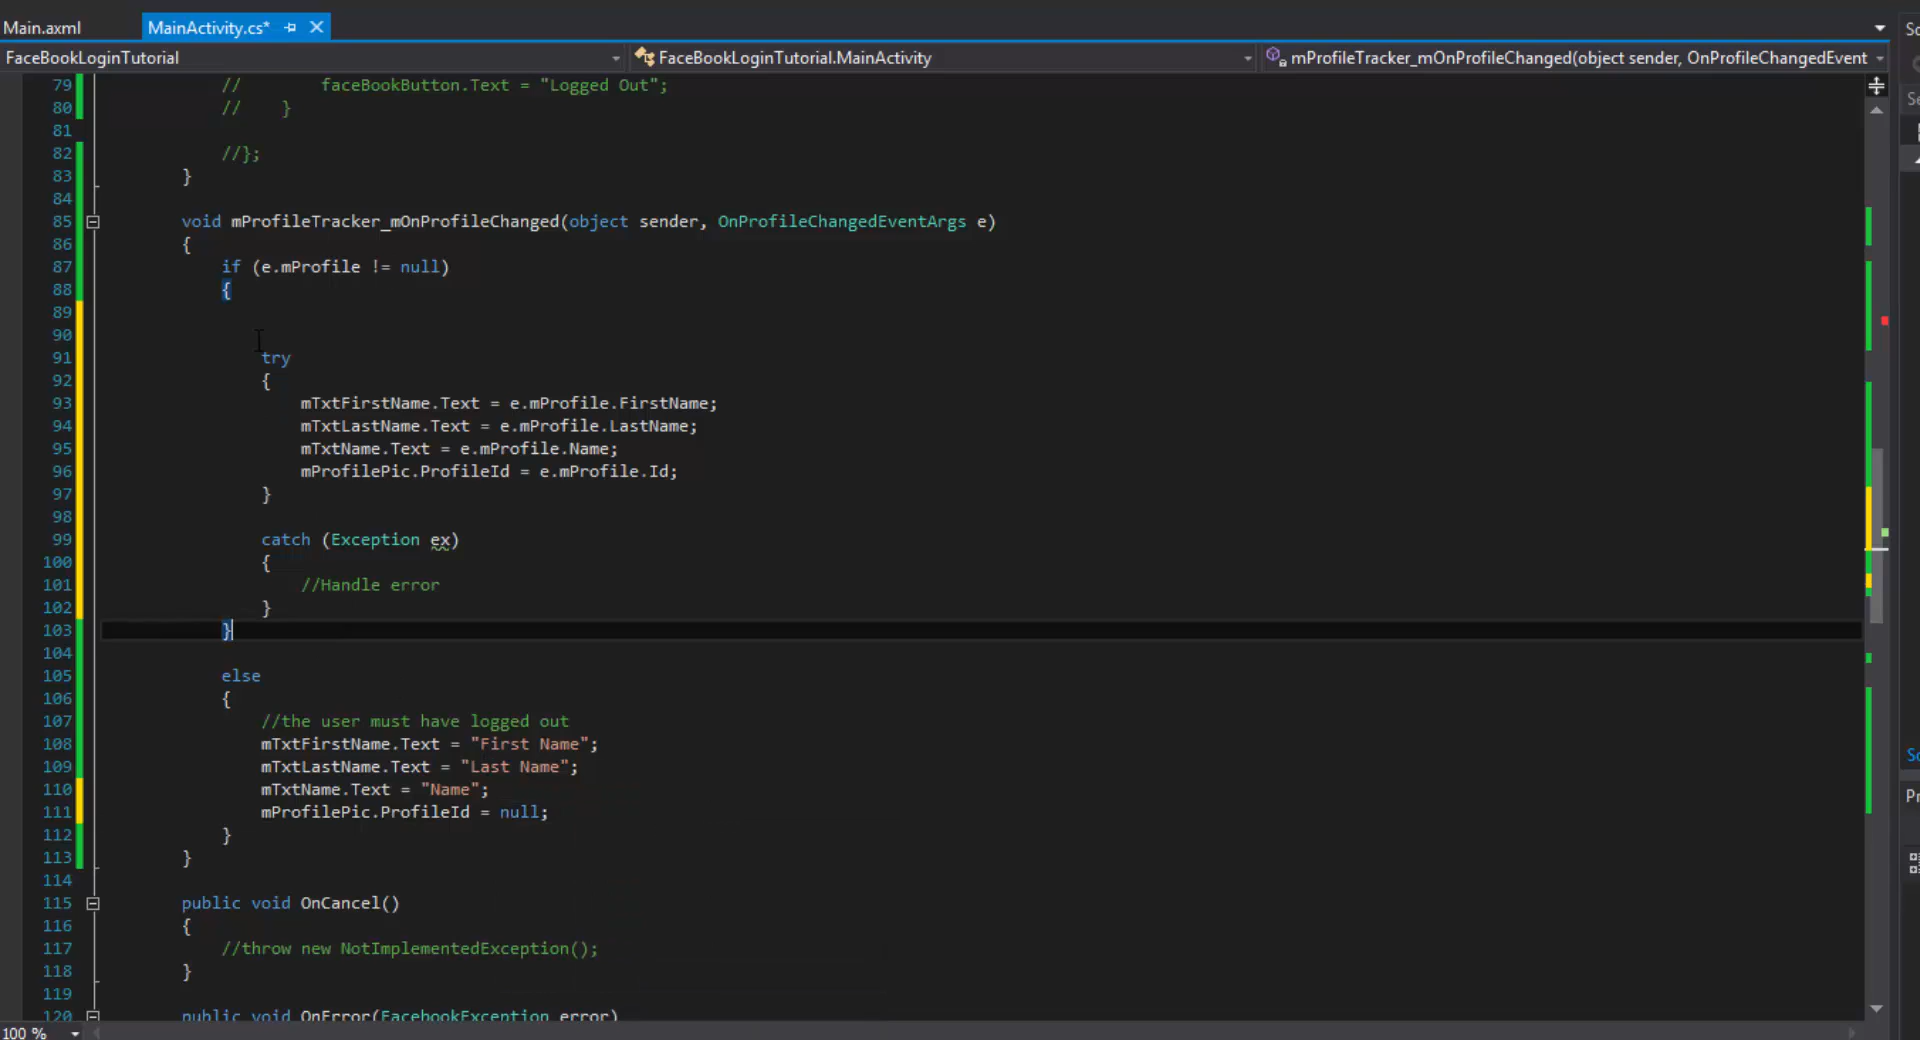 Main.axml
MainActivity.cs*
FaceBookLoginTutorial
FaceBookLoginTutorial.MainActivity
mProfileTracker_mOnProfileChanged(object sender, OnProfileChangedEvent
79 // faceBookButton.Text = "Logged Out";
80 // }
81
82 //};
83 }
84
85 void mProfileTracker_mOnProfileChanged(object sender, OnProfileChangedEventArgs e)
86 {
87 if (e.mProfile != null)
88 {
89
90
91 try
92 {
93 mTxtFirstName.Text = e.mProfile.FirstName;
94 mTxtLastName.Text = e.mProfile.LastName;
95 mTxtName.Text = e.mProfile.Name;
96 mProfilePic.ProfileId = e.mProfile.Id;
97 }
98
99 catch (Exception ex)
100 {
101 //Handle error
102 }
103 }
104
105 else
106 {
107 //the user must have logged out
108 mTxtFirstName.Text = "First Name";
109 mTxtLastName.Text = "Last Name";
110 mTxtName.Text = "Name";
111 mProfilePic.ProfileId = null;
112 }
113 }
114
115 public void OnCancel()
116 {
117 //throw new NotImplementedException();
118 }
119
120 public void OnError(FacebookException error)
100 %